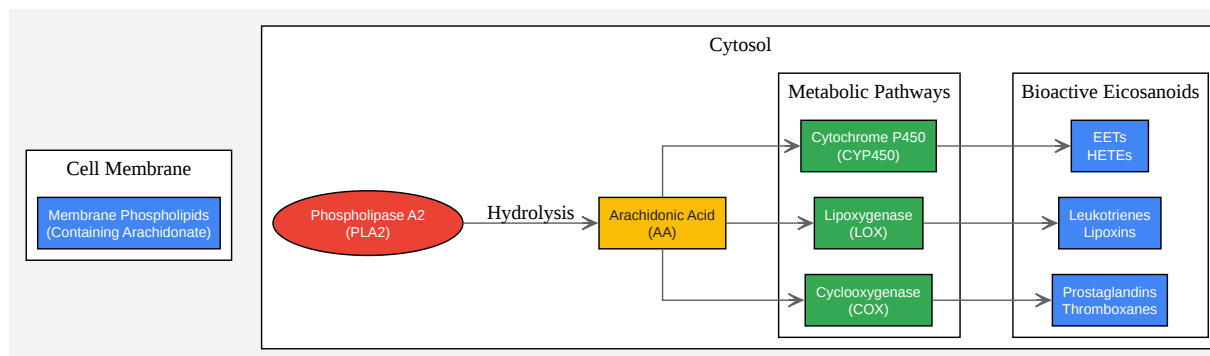 Cytosol
Metabolic Pathways
Bioactive Eicosanoids
Cytochrome P450
(CYP450)
EETs
HETEs
Cell Membrane
Membrane Phospholipids
(Containing Arachidonate)
Phospholipase A2
(PLA2)
Hydrolysis
Arachidonic Acid
(AA)
Lipoxygenase
(LOX)
Leukotrienes
Lipoxins
Cyclooxygenase
(COX)
Prostaglandins
Thromboxanes